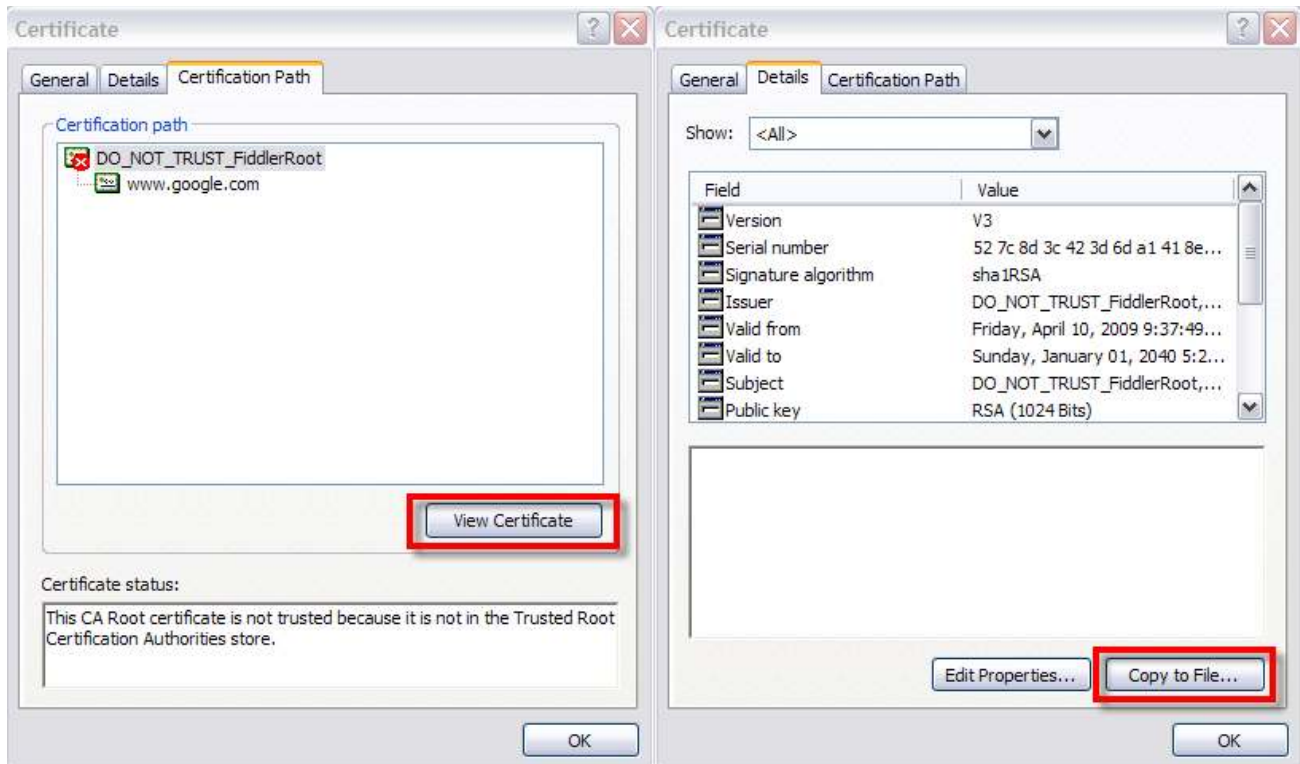 Certificate
General Details Certification Path
Certification path
DO_NOT_TRUST_FiddlerRoot
www.google.com
View Certificate
Certificate status:
This CA Root certificate is not trusted because it is not in the Trusted Root
Certification Authorities store.
OK
Certificate
General Details Certification Path
Show: <All>
Field Value
Version V3
Serial number 52 7c 8d 3c 42 3d 6d a1 41 8e...
Signature algorithm sha1RSA
Issuer DO_NOT_TRUST_FiddlerRoot,...
Valid from Friday, April 10, 2009 9:37:49...
Valid to Sunday, January 01, 2040 5:2...
Subject DO_NOT_TRUST_FiddlerRoot,...
Public key RSA (1024 Bits)
Edit Properties... Copy to File...
OK